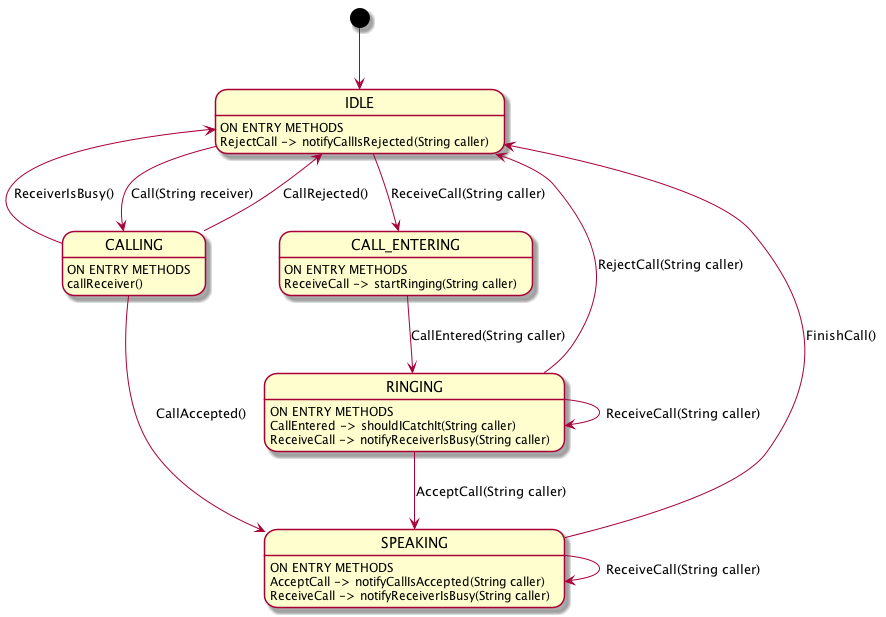 IDLE
ON ENTRY METHODS
RejectCall -> notifyCallIsRejected(String caller)
ReceiverIsBusy()
Call(String receiver)
CallRejected()
ReceiveCall(String caller)
CALLING
ON ENTRY METHODS
callReceiver()
CALL_ENTERING
ON ENTRY METHODS
ReceiveCall -> startRinging(String caller)
RejectCall(String caller)
FinishCall()
CallEntered(String caller)
RINGING
ON ENTRY METHODS
CallEntered -> shouldICatchIt(String caller)
ReceiveCall -> notifyReceiverIsBusy(String caller)
ReceiveCall(String caller)
CallAccepted()
AcceptCall(String caller)
SPEAKING
ON ENTRY METHODS
AcceptCall -> notifyCallIsAccepted(String caller)
ReceiveCall -> notifyReceiverIsBusy(String caller)
ReceiveCall(String caller)